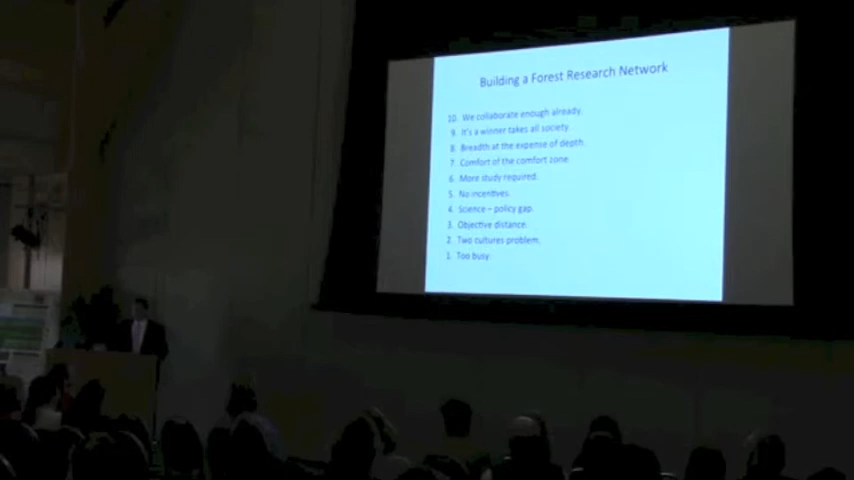 Building a Forest Research Network
10. We collaborate enough already.
9. It's a winner takes all society.
8. Breadth at the expense of depth.
7. Comfort of the comfort zone.
6. More study required.
5. No incentives.
4. Science – policy gap.
3. Objective distance.
2. Two cultures problem.
1. Too busy.